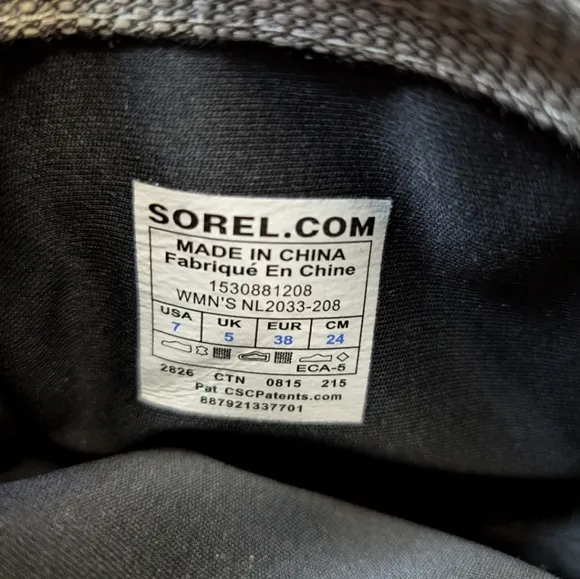 SOREL.COM
MADE IN CHINA
Fabriqué En Chine
1530881208
WMN'S NL2033-208
USA UK EUR CM
7 5 38 24
ECA-5
2826 CTN 0815 215
Pat CSCPatents.com
887921337701